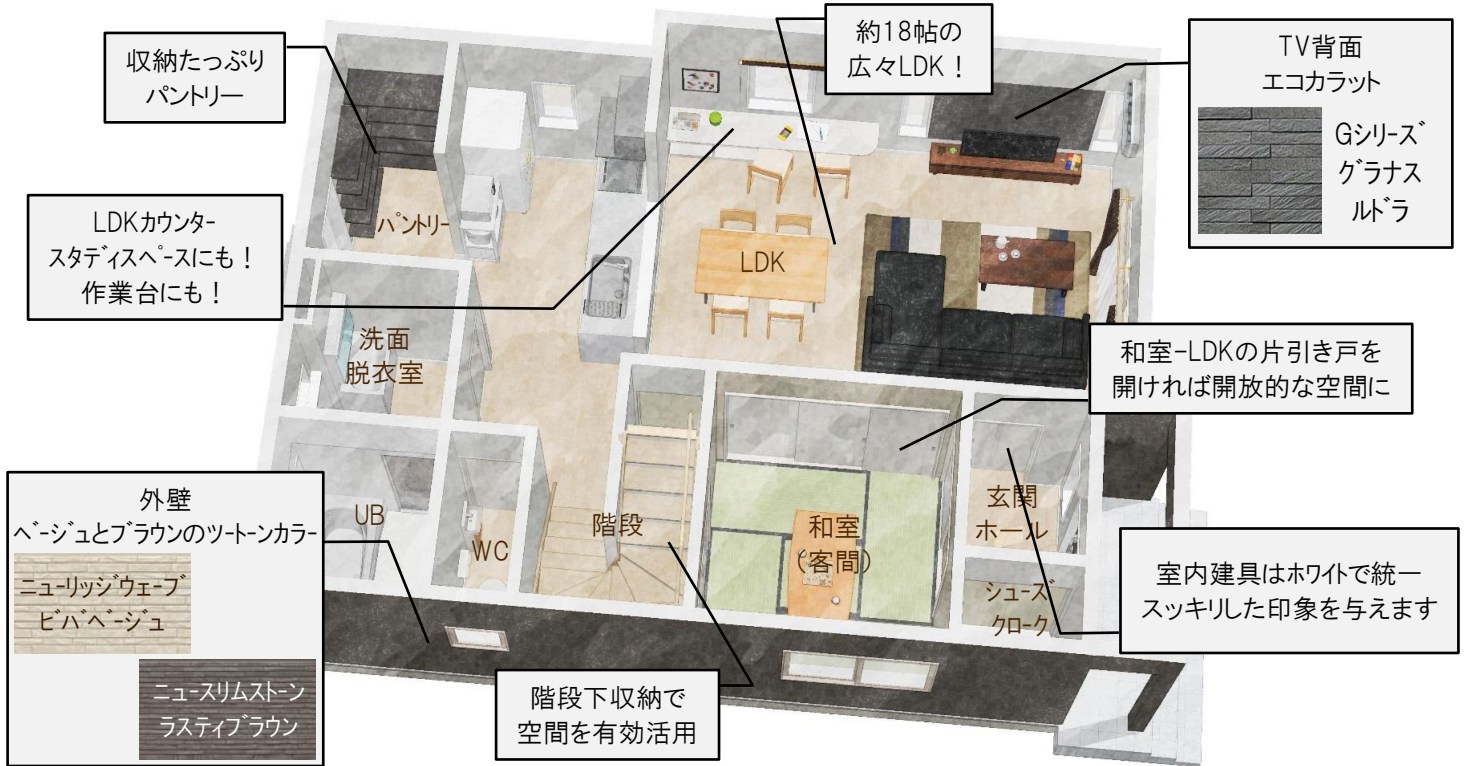 収納たっぷり
パントリー
約18帖の
広々LDK！
TV背面
エコカラット
Gシリーズ
グラナス
ルドラ
LDKカウンター
スタディスペースにも！
作業台にも！
パントリー
LDK
洗面
脱衣室
和室-LDKの片引き戸を
開ければ開放的な空間に
外壁
ベージュとブラウンのツートンカラー
ニューリッジウェーブ
ビバベージュ
ニュースリムストーン
ラスティブラウン
UB
WC
階段
和室
(客間)
玄関
ホール
シューズ
クローク
室内建具はホワイトで統一
スッキリした印象を与えます
階段下収納で
空間を有効活用